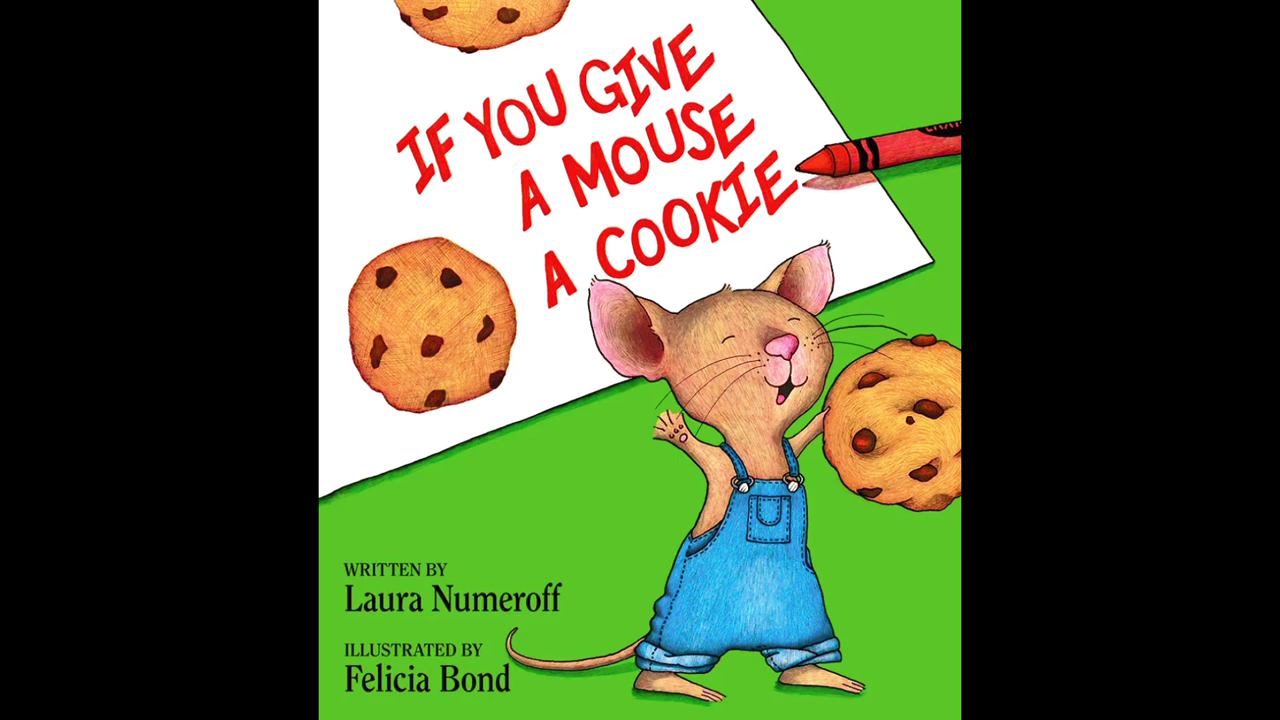 IF YOU GIVE
A MOUSE
A COOKIE
WRITTEN BY
Laura Numeroff
ILLUSTRATED BY
Felicia Bond